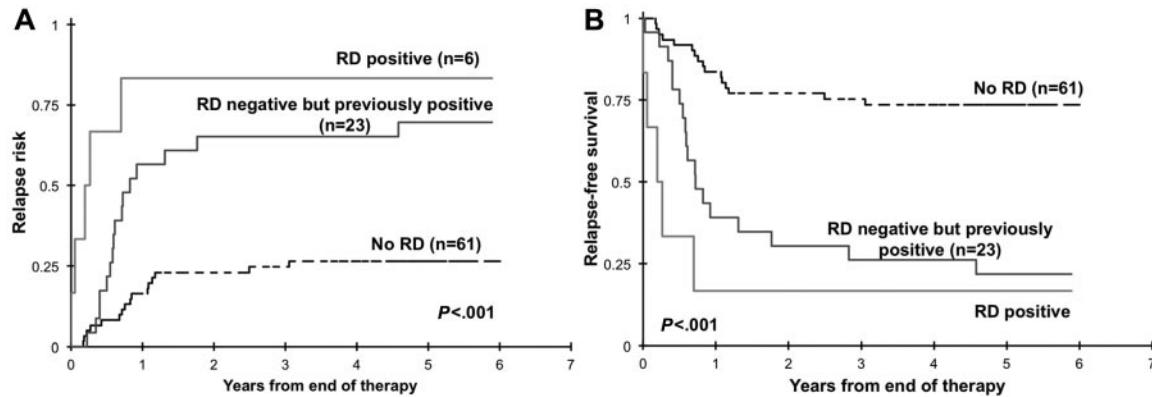 A
Relapse risk
1
0.75
0.5
0.25
0
RD positive (n=6)
RD negative but previously positive
(n=23)
No RD (n=61)
P<.001
0 1 2 3 4 5 6 7
Years from end of therapy
B
Relapse-free survival
1
0.75
0.5
0.25
0
No RD (n=61)
RD negative but previously
positive (n=23)
RD positive
P<.001
0 1 2 3 4 5 6 7
Years from end of therapy